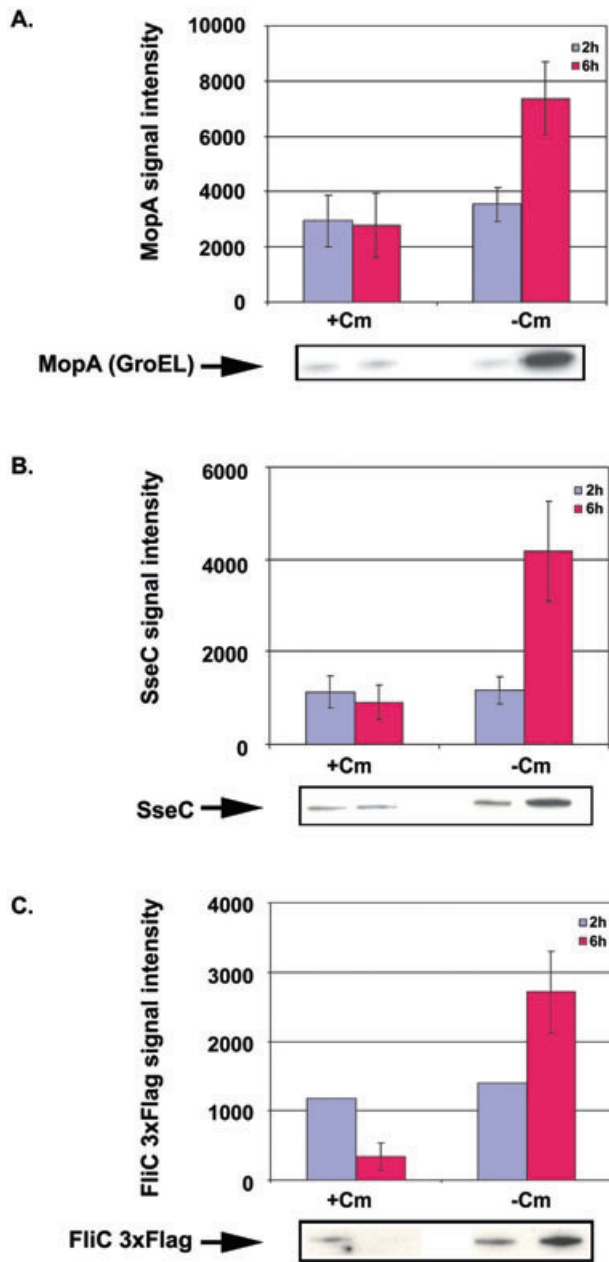 A.
MopA signal intensity
10000
8000
6000
4000
2000
0
2h
6h
+Cm
-Cm
MopA (GroEL)
B.
SseC signal intensity
6000
4000
2000
0
2h
6h
+Cm
-Cm
SseC
C.
FliC 3xFlag signal intensity
4000
3000
2000
1000
0
2h
6h
+Cm
-Cm
FliC 3xFlag